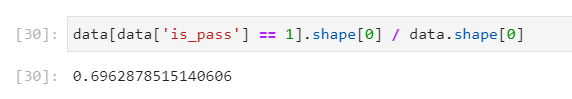 [30]: data[data['is_pass'] == 1].shape[0] / data.shape[0]
[30]: 0.6962878515140606